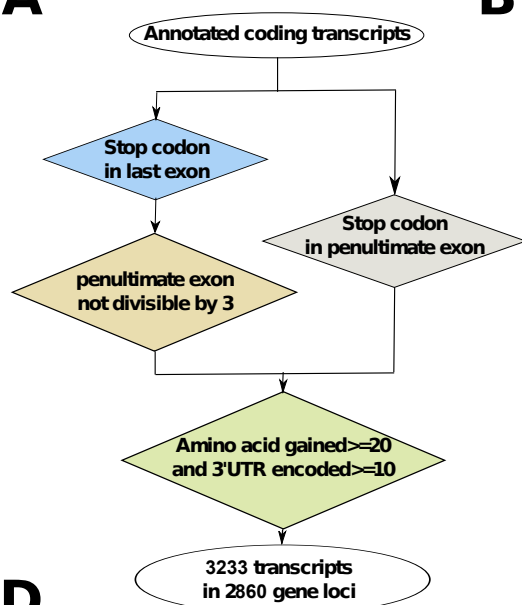 A
B
Annotated coding transcripts
Stop codon
in last exon
Stop codon
in penultimate exon
penultimate exon
not divisible by 3
Amino acid gained>=20
and 3'UTR encoded>=10
3233 transcripts
in 2860 gene loci
D